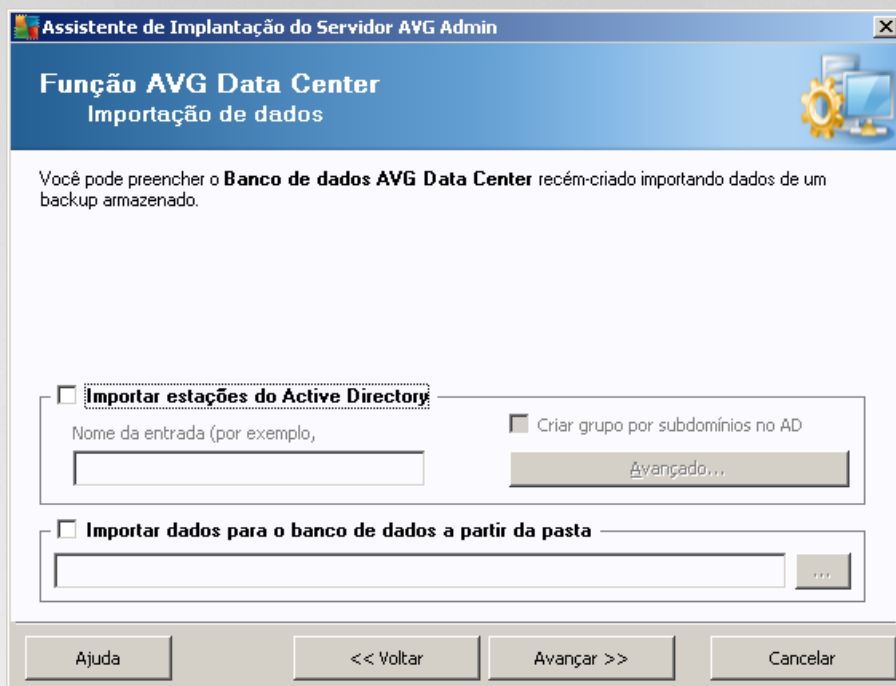 Assistente de Implantação do Servidor AVG Admin
Função AVG Data Center
Importação de dados
Você pode preencher o Banco de dados AVG Data Center recém-criado importando dados de um
backup armazenado.
Importar estações do Active Directory
Nome da entrada (por exemplo,
Criar grupo por subdomínios no AD
Avançado...
Importar dados para o banco de dados a partir da pasta
...
Ajuda
<< Voltar
Avançar >>
Cancelar